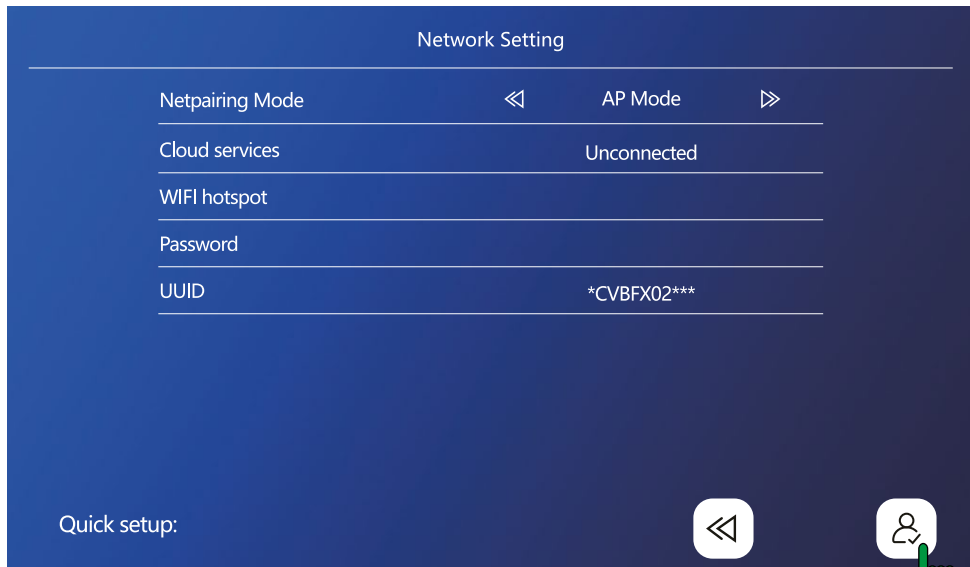 Network Setting
Netpairing Mode AP Mode
Cloud services Unconnected
WIFI hotspot
Password
UUID *CVBFX02***
Quick setup: